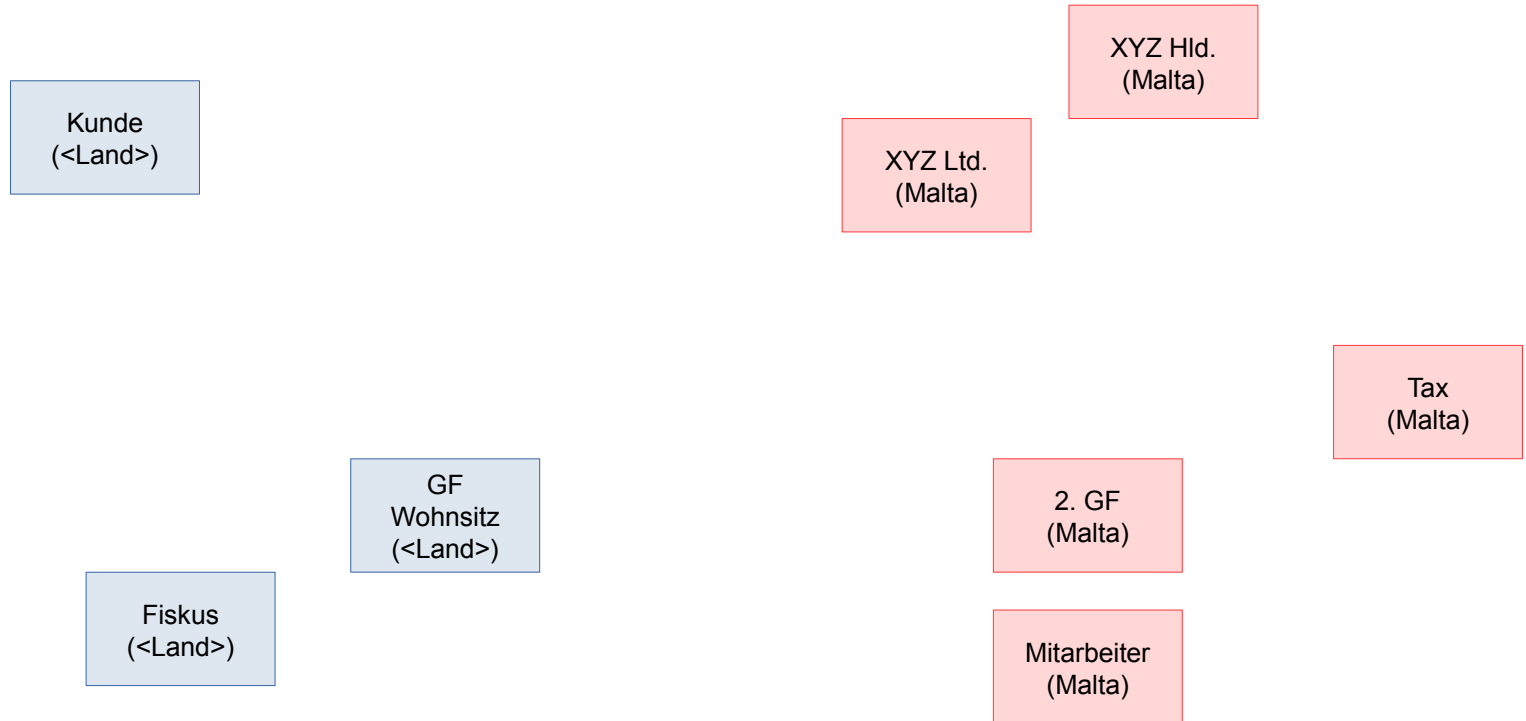 XYZ Hld.
(Malta)
Kunde
(<Land>)
XYZ Ltd.
(Malta)
Tax
(Malta)
GF
Wohnsitz
(<Land>)
2. GF
(Malta)
Fiskus
(<Land>)
Mitarbeiter
(Malta)